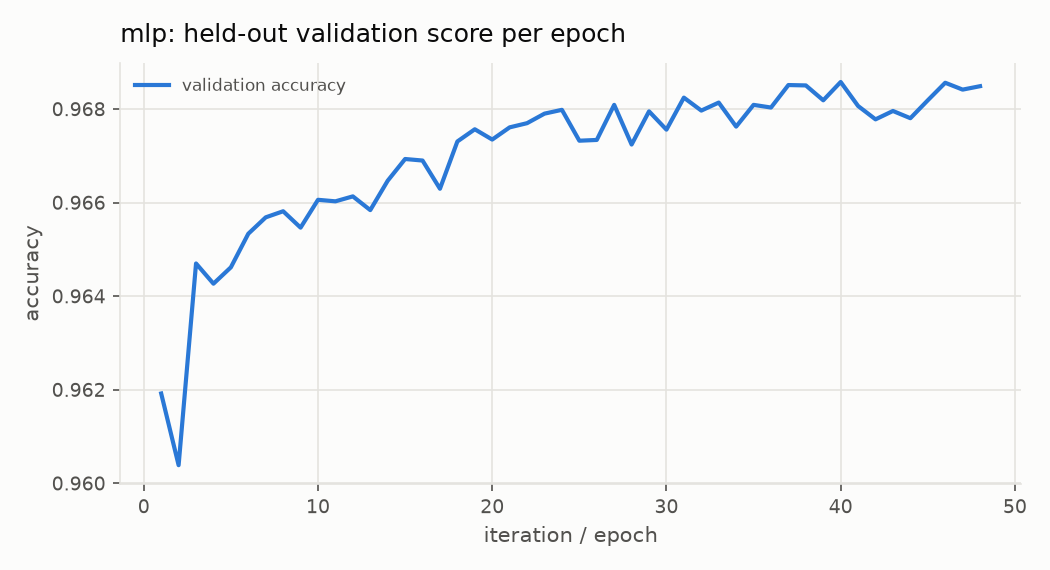 mlp: held-out validation score per epoch
validation accuracy
0.968
0.966
0.964
0.962
0.960
accuracy
0 10 20 30 40 50
iteration / epoch